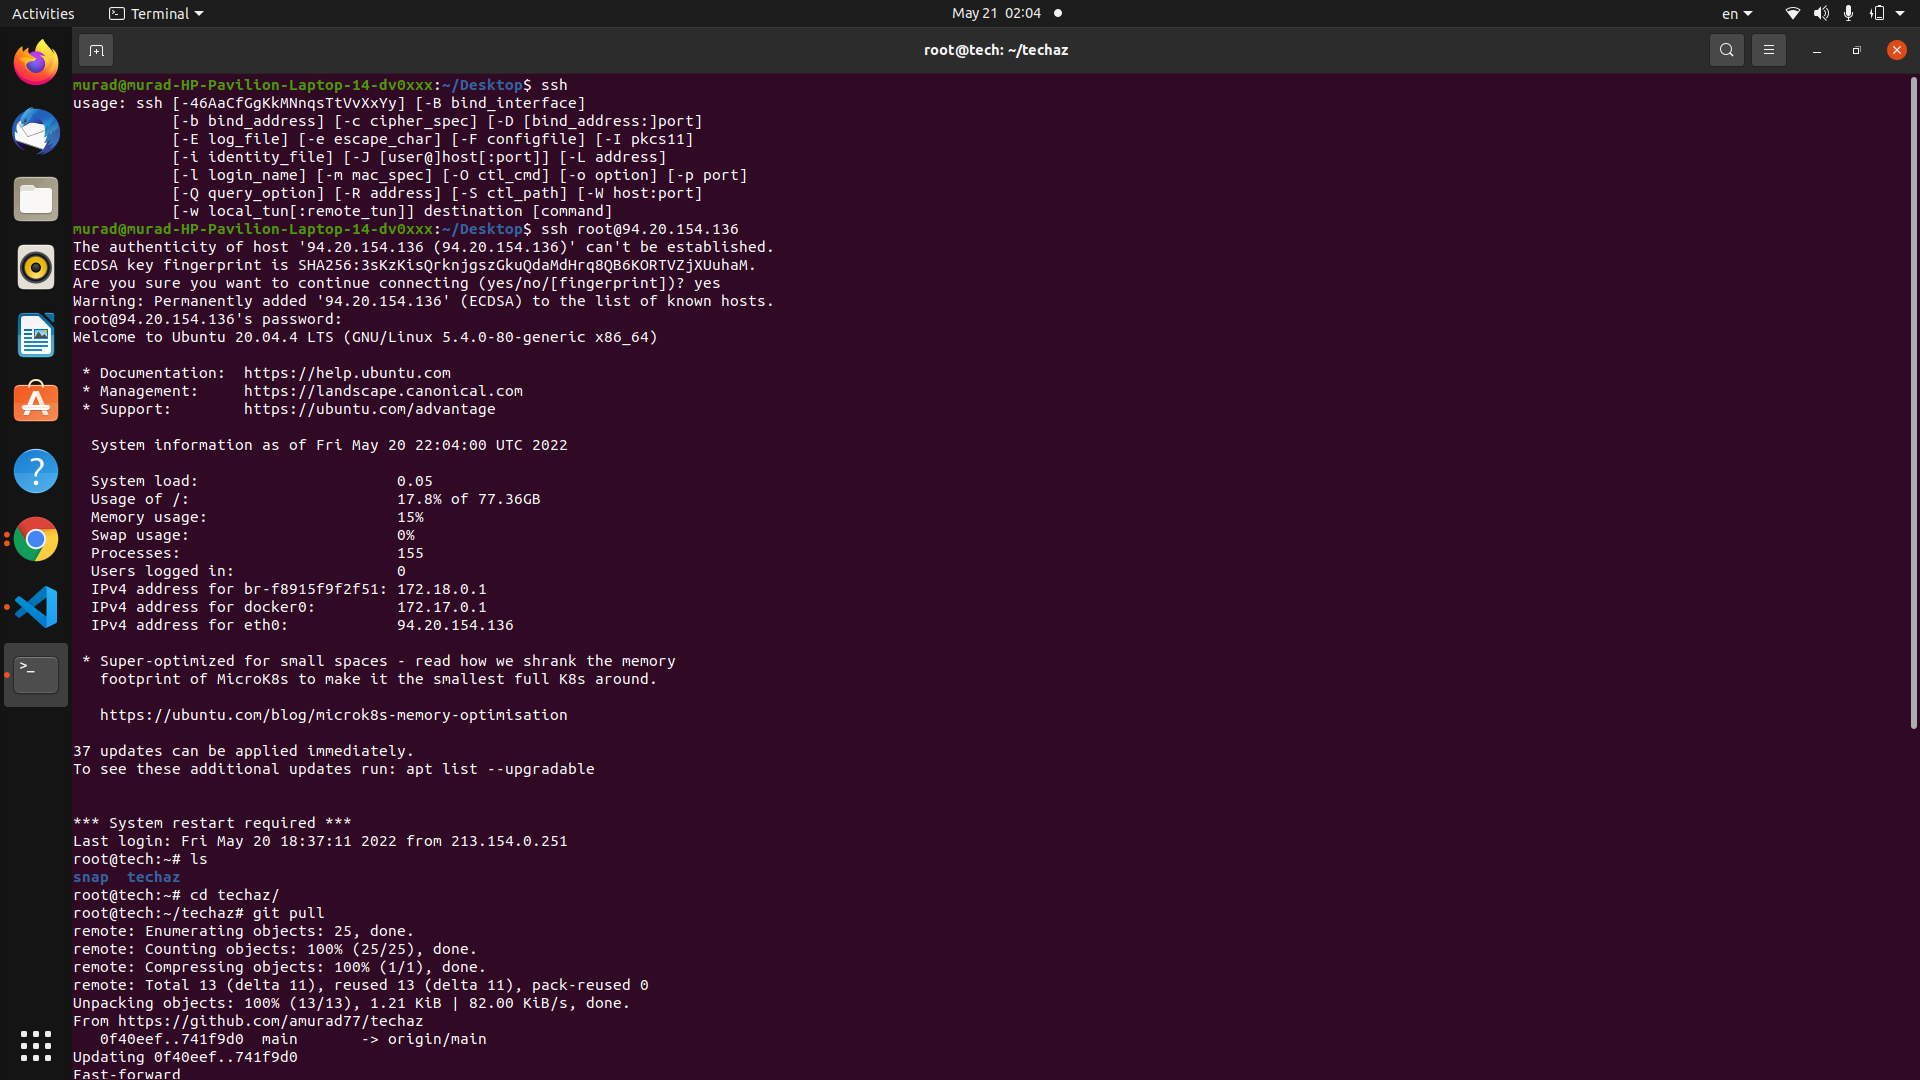 Activities
Terminal
May 21 02:04
en
root@tech: ~/techaz
murad@murad-HP-Pavilion-Laptop-14-dv0xxx:~/Desktop$ ssh
usage: ssh [-46AaCfGgKkMNnqsTtVvXxYy] [-B bind_interface]
           [-b bind_address] [-c cipher_spec] [-D [bind_address:]port]
           [-E log_file] [-e escape_char] [-F configfile] [-I pkcs11]
           [-i identity_file] [-J [user@]host[:port]] [-L address]
           [-l login_name] [-m mac_spec] [-O ctl_cmd] [-o option] [-p port]
           [-Q query_option] [-R address] [-S ctl_path] [-W host:port]
           [-w local_tun[:remote_tun]] destination [command]
murad@murad-HP-Pavilion-Laptop-14-dv0xxx:~/Desktop$ ssh root@94.20.154.136
The authenticity of host '94.20.154.136 (94.20.154.136)' can't be established.
ECDSA key fingerprint is SHA256:3sKzKisQrknjgszGkuQdaMdHrq8QB6KORTVZjXUuhaM.
Are you sure you want to continue connecting (yes/no/[fingerprint])? yes
Warning: Permanently added '94.20.154.136' (ECDSA) to the list of known hosts.
root@94.20.154.136's password:
Welcome to Ubuntu 20.04.4 LTS (GNU/Linux 5.4.0-80-generic x86_64)

 * Documentation:  https://help.ubuntu.com
 * Management:     https://landscape.canonical.com
 * Support:        https://ubuntu.com/advantage

  System information as of Fri May 20 22:04:00 UTC 2022

  System load:                      0.05
  Usage of /:                       17.8% of 77.36GB
  Memory usage:                     15%
  Swap usage:                       0%
  Processes:                        155
  Users logged in:                  0
  IPv4 address for br-f8915f9f2f51: 172.18.0.1
  IPv4 address for docker0:         172.17.0.1
  IPv4 address for eth0:            94.20.154.136

 * Super-optimized for small spaces - read how we shrank the memory
   footprint of MicroK8s to make it the smallest full K8s around.

   https://ubuntu.com/blog/microk8s-memory-optimisation

37 updates can be applied immediately.
To see these additional updates run: apt list --upgradable

*** System restart required ***
Last login: Fri May 20 18:37:11 2022 from 213.154.0.251
root@tech:~# ls
snap  techaz
root@tech:~# cd techaz/
root@tech:~/techaz# git pull
remote: Enumerating objects: 25, done.
remote: Counting objects: 100% (25/25), done.
remote: Compressing objects: 100% (1/1), done.
remote: Total 13 (delta 11), reused 13 (delta 11), pack-reused 0
Unpacking objects: 100% (13/13), 1.21 KiB | 82.00 KiB/s, done.
From https://github.com/amurad77/techaz
   0f40eef..741f9d0  main       -> origin/main
Updating 0f40eef..741f9d0
Fast-forward